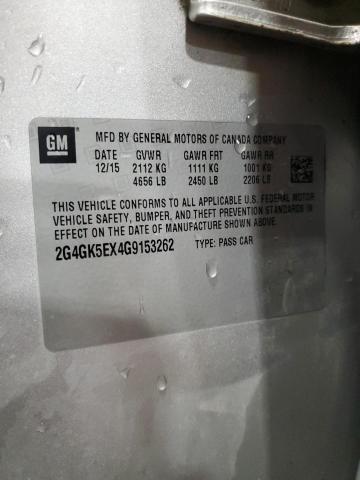 GM
MFD BY GENERAL MOTORS OF CANADA COMPANY
DATE GVWR GAWR FRT GAWR RR
12/15 2112 KG 1111 KG 1001 KG
4656 LB 2450 LB 2206 LB
THIS VEHICLE CONFORMS TO ALL APPLICABLE U.S. FEDERAL MOTOR
VEHICLE SAFETY, BUMPER, AND THEFT PREVENTION STANDARDS IN
EFFECT ON THE DATE OF MANUFACTURE SHOWN ABOVE.
2G4GK5EX4G9153262 TYPE: PASS CAR